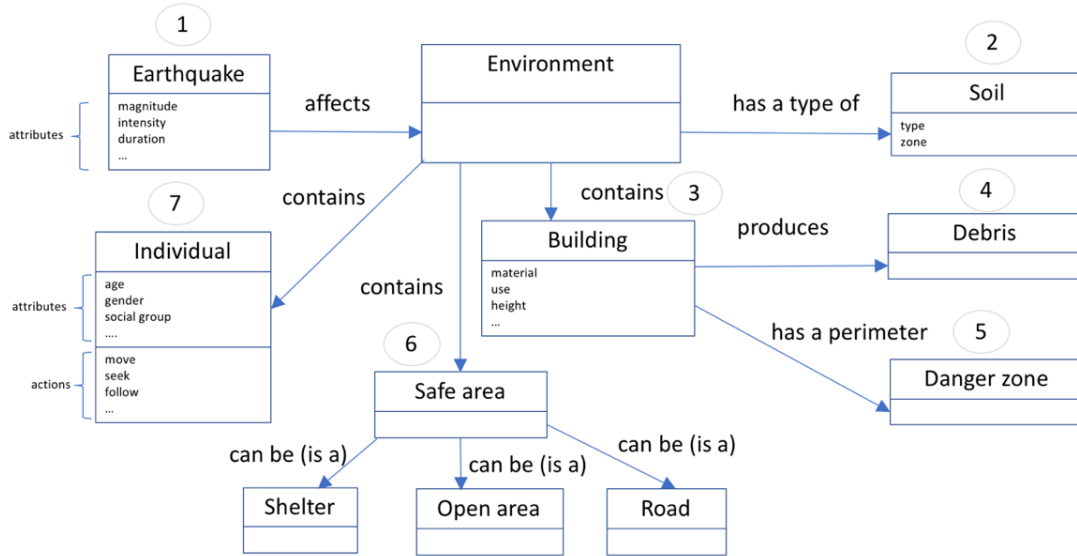 1
Earthquake
attributes
magnitude
intensity
duration
...
affects
Environment
has a type of
2
Soil
type
zone
contains
contains
contains
7
Individual
attributes
age
gender
social group
....
actions
move
seek
follow
...
3
Building
material
use
height
...
produces
4
Debris
has a perimeter
5
Danger zone
6
Safe area
can be (is a)
can be (is a)
can be (is a)
Shelter
Open area
Road